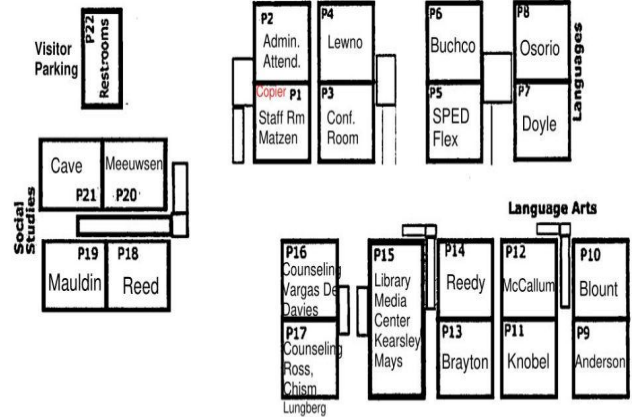 Visitor
Parking
P22
Restrooms
P2
Admin.
Attend.
P4
Lewno
Copier P1
Staff Rm
Matzen
P3
Conf.
Room
P6
Buchco
P8
Osorio
P5
SPED
Flex
P7
Doyle
Languages
Social
Studies
Cave
P21
Meeuwsen
P20
P19
Mauldin
P18
Reed
Language Arts
P16
Counseling
Vargas De
Davies
P17
Counseling
Ross,
Chism
Lungberg
P15
Library
Media
Center
Kearsley
Mays
P14
Reedy
P13
Brayton
P12
McCallum
P11
Knobel
P10
Blount
P9
Anderson